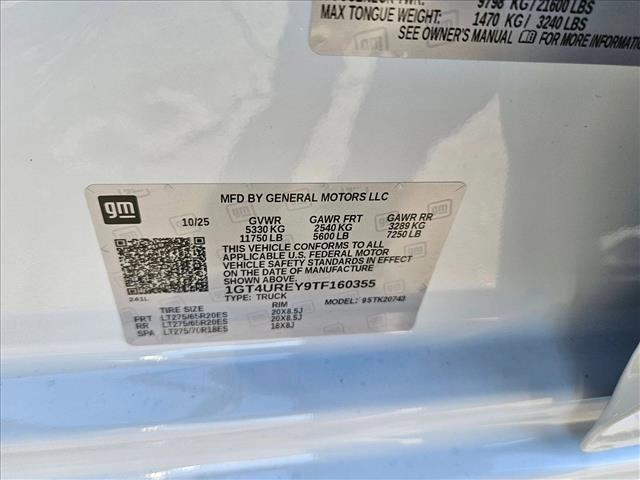 9798 KG/21600 LBS
MAX TONGUE WEIGHT: 1470 KG / 3240 LBS
SEE OWNER'S MANUAL FOR MORE INFORMATI
gm
MFD BY GENERAL MOTORS LLC
10/25 GVWR GAWR FRT GAWR RR
5330 KG 2540 KG 3289 KG
11750 LB 5600 LB 7250 LB
THIS VEHICLE CONFORMS TO ALL
APPLICABLE U.S. FEDERAL MOTOR
VEHICLE SAFETY STANDARDS IN
EFFECT ON THE DATE OF MANUFACTURE
SHOWN ABOVE
1GT4UREY9TF160355
TYPE: TRUCK MODEL: 95TK20743
241L
TIRE SIZE RIM
FRT LT275/65R20ES 20X8.5J
RR LT275/65R20ES 20X8.5J
SPA LT275/70R18ES 18X8J